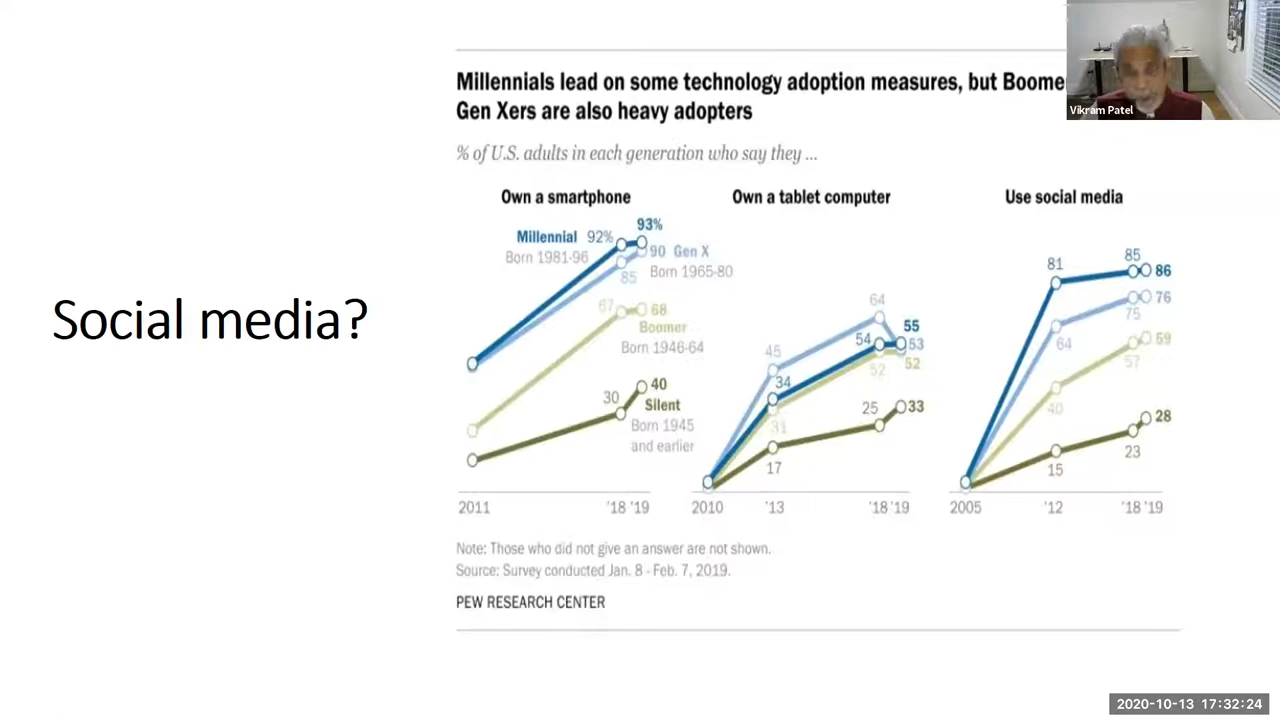 Millennials lead on some technology adoption measures, but Boome
Gen Xers are also heavy adopters
Vikram Patel
% of U.S. adults in each generation who say they ...
Own a smartphone
Own a tablet computer
Use social media
Social media?
93%
Millennial 92%
Born 1981-96
90 Gen X
Born 1965-80
85
67
68
Boomer
Born 1946-64
40
30
Silent
Born 1945
and earlier
2011
'18 '19
64
55
54
53
45
52
52
34
31
33
25
17
2010
'13
'18 '19
85
86
81
76
75
64
59
57
40
28
23
15
2005
'12
'18 '19
Note: Those who did not give an answer are not shown.
Source: Survey conducted Jan. 8 - Feb. 7, 2019.
PEW RESEARCH CENTER
2020-10-13 17:32:24